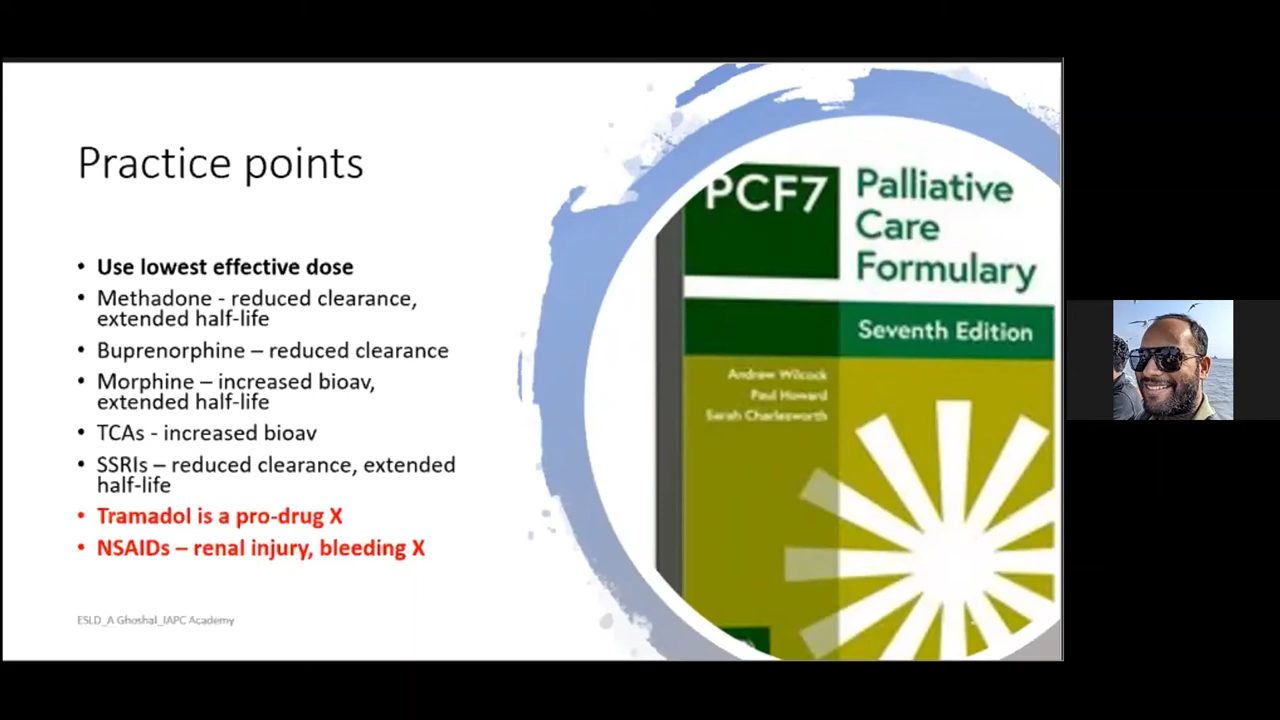 Practice points
• Use lowest effective dose
• Methadone - reduced clearance,
extended half-life
• Buprenorphine – reduced clearance
• Morphine – increased bioav,
extended half-life
• TCAs - increased bioav
• SSRIs – reduced clearance, extended
half-life
• Tramadol is a pro-drug X
• NSAIDs – renal injury, bleeding X
ESLD_A Ghoshal_IAPC Academy
PCF7
Palliative
Care
Formulary
Seventh Edition
Andrew Wilcock
Paul Howard
Sarah Charlesworth